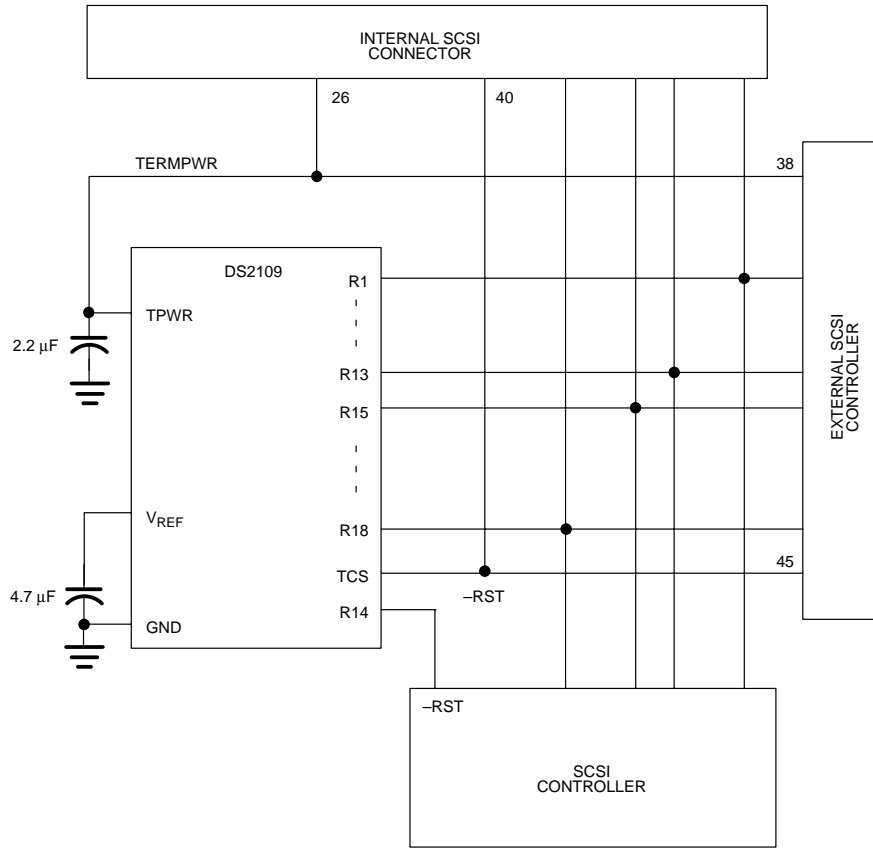 INTERNAL SCSI
CONNECTOR
26
40
TERMPWR
38
DS2109
R1
TPWR
2.2 μF
R13
R15
EXTERNAL SCSI
CONTROLLER
VREF
R18
45
TCS
4.7 μF
–RST
R14
GND
–RST
SCSI
CONTROLLER